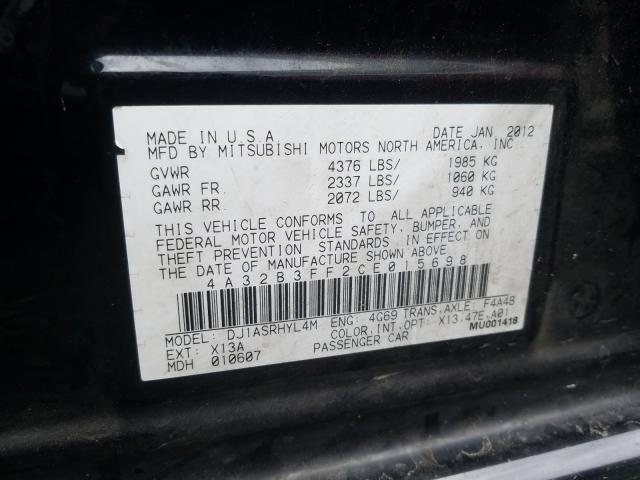 MADE IN U.S.A. DATE JAN 2012
MFD BY MITSUBISHI MOTORS NORTH AMERICA, INC
GVWR 4376 LBS/ 1985 KG
GAWR FR. 2337 LBS/ 1060 KG
GAWR RR. 2072 LBS/ 940 KG
THIS VEHICLE CONFORMS TO ALL APPLICABLE
FEDERAL MOTOR VEHICLE SAFETY, BUMPER, AND
THEFT PREVENTION STANDARDS IN EFFECT ON
THE DATE OF MANUFACTURE SHOWN ABOVE.
4A32B3FF2CE015698
MODEL: DJ1ASRHYL4M ENG: 4G69 TRANS,AXLE: F4A4B
EXT: X13A COLOR,INT,OPT: X13,47E,A01
MDH 010607 PASSENGER CAR MU001418